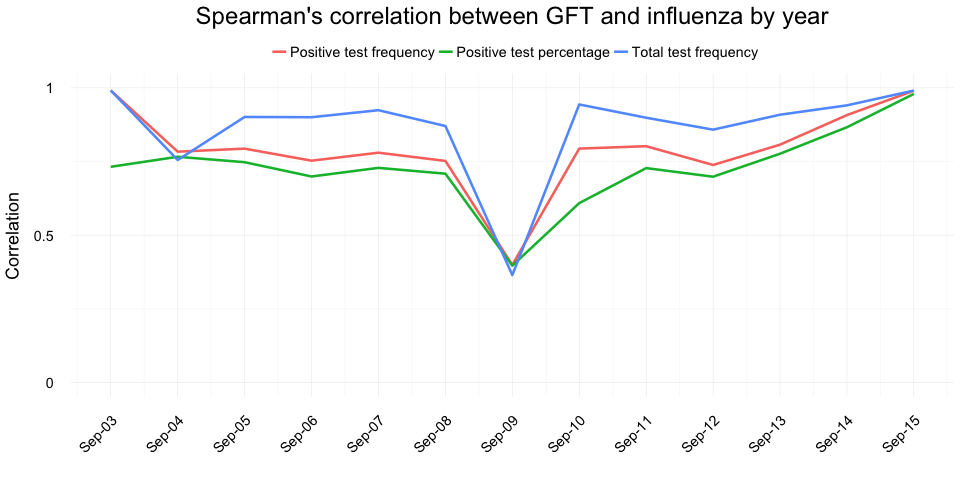 Spearman's correlation between GFT and influenza by year
Positive test frequency Positive test percentage Total test frequency
1
0.5
0
Correlation
Sep-03 Sep-04 Sep-05 Sep-06 Sep-07 Sep-08 Sep-09 Sep-10 Sep-11 Sep-12 Sep-13 Sep-14 Sep-15